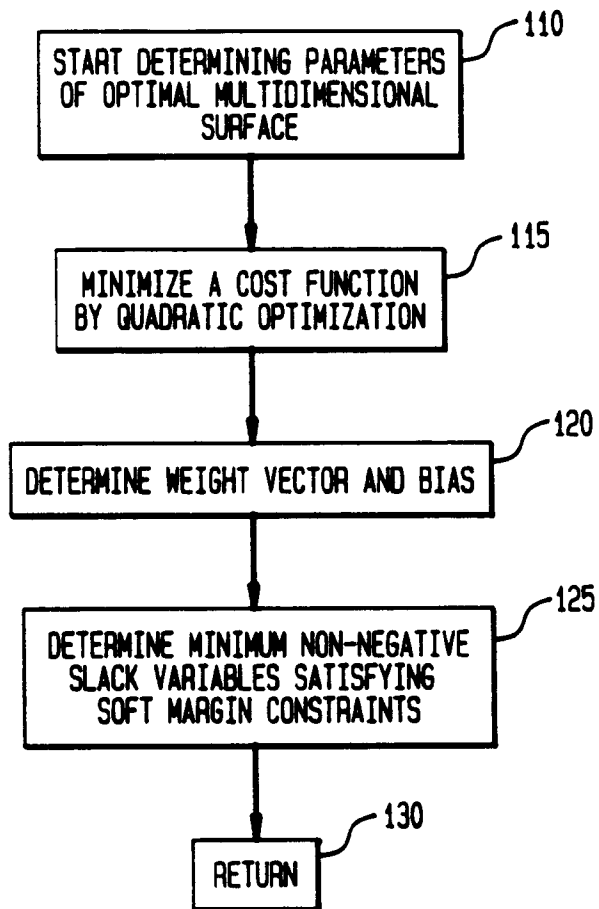 110
START DETERMINING PARAMETERS
OF OPTIMAL MULTIDIMENSIONAL
SURFACE
115
MINIMIZE A COST FUNCTION
BY QUADRATIC OPTIMIZATION
120
DETERMINE WEIGHT VECTOR AND BIAS
125
DETERMINE MINIMUM NON-NEGATIVE
SLACK VARIABLES SATISFYING
SOFT MARGIN CONSTRAINTS
130
RETURN